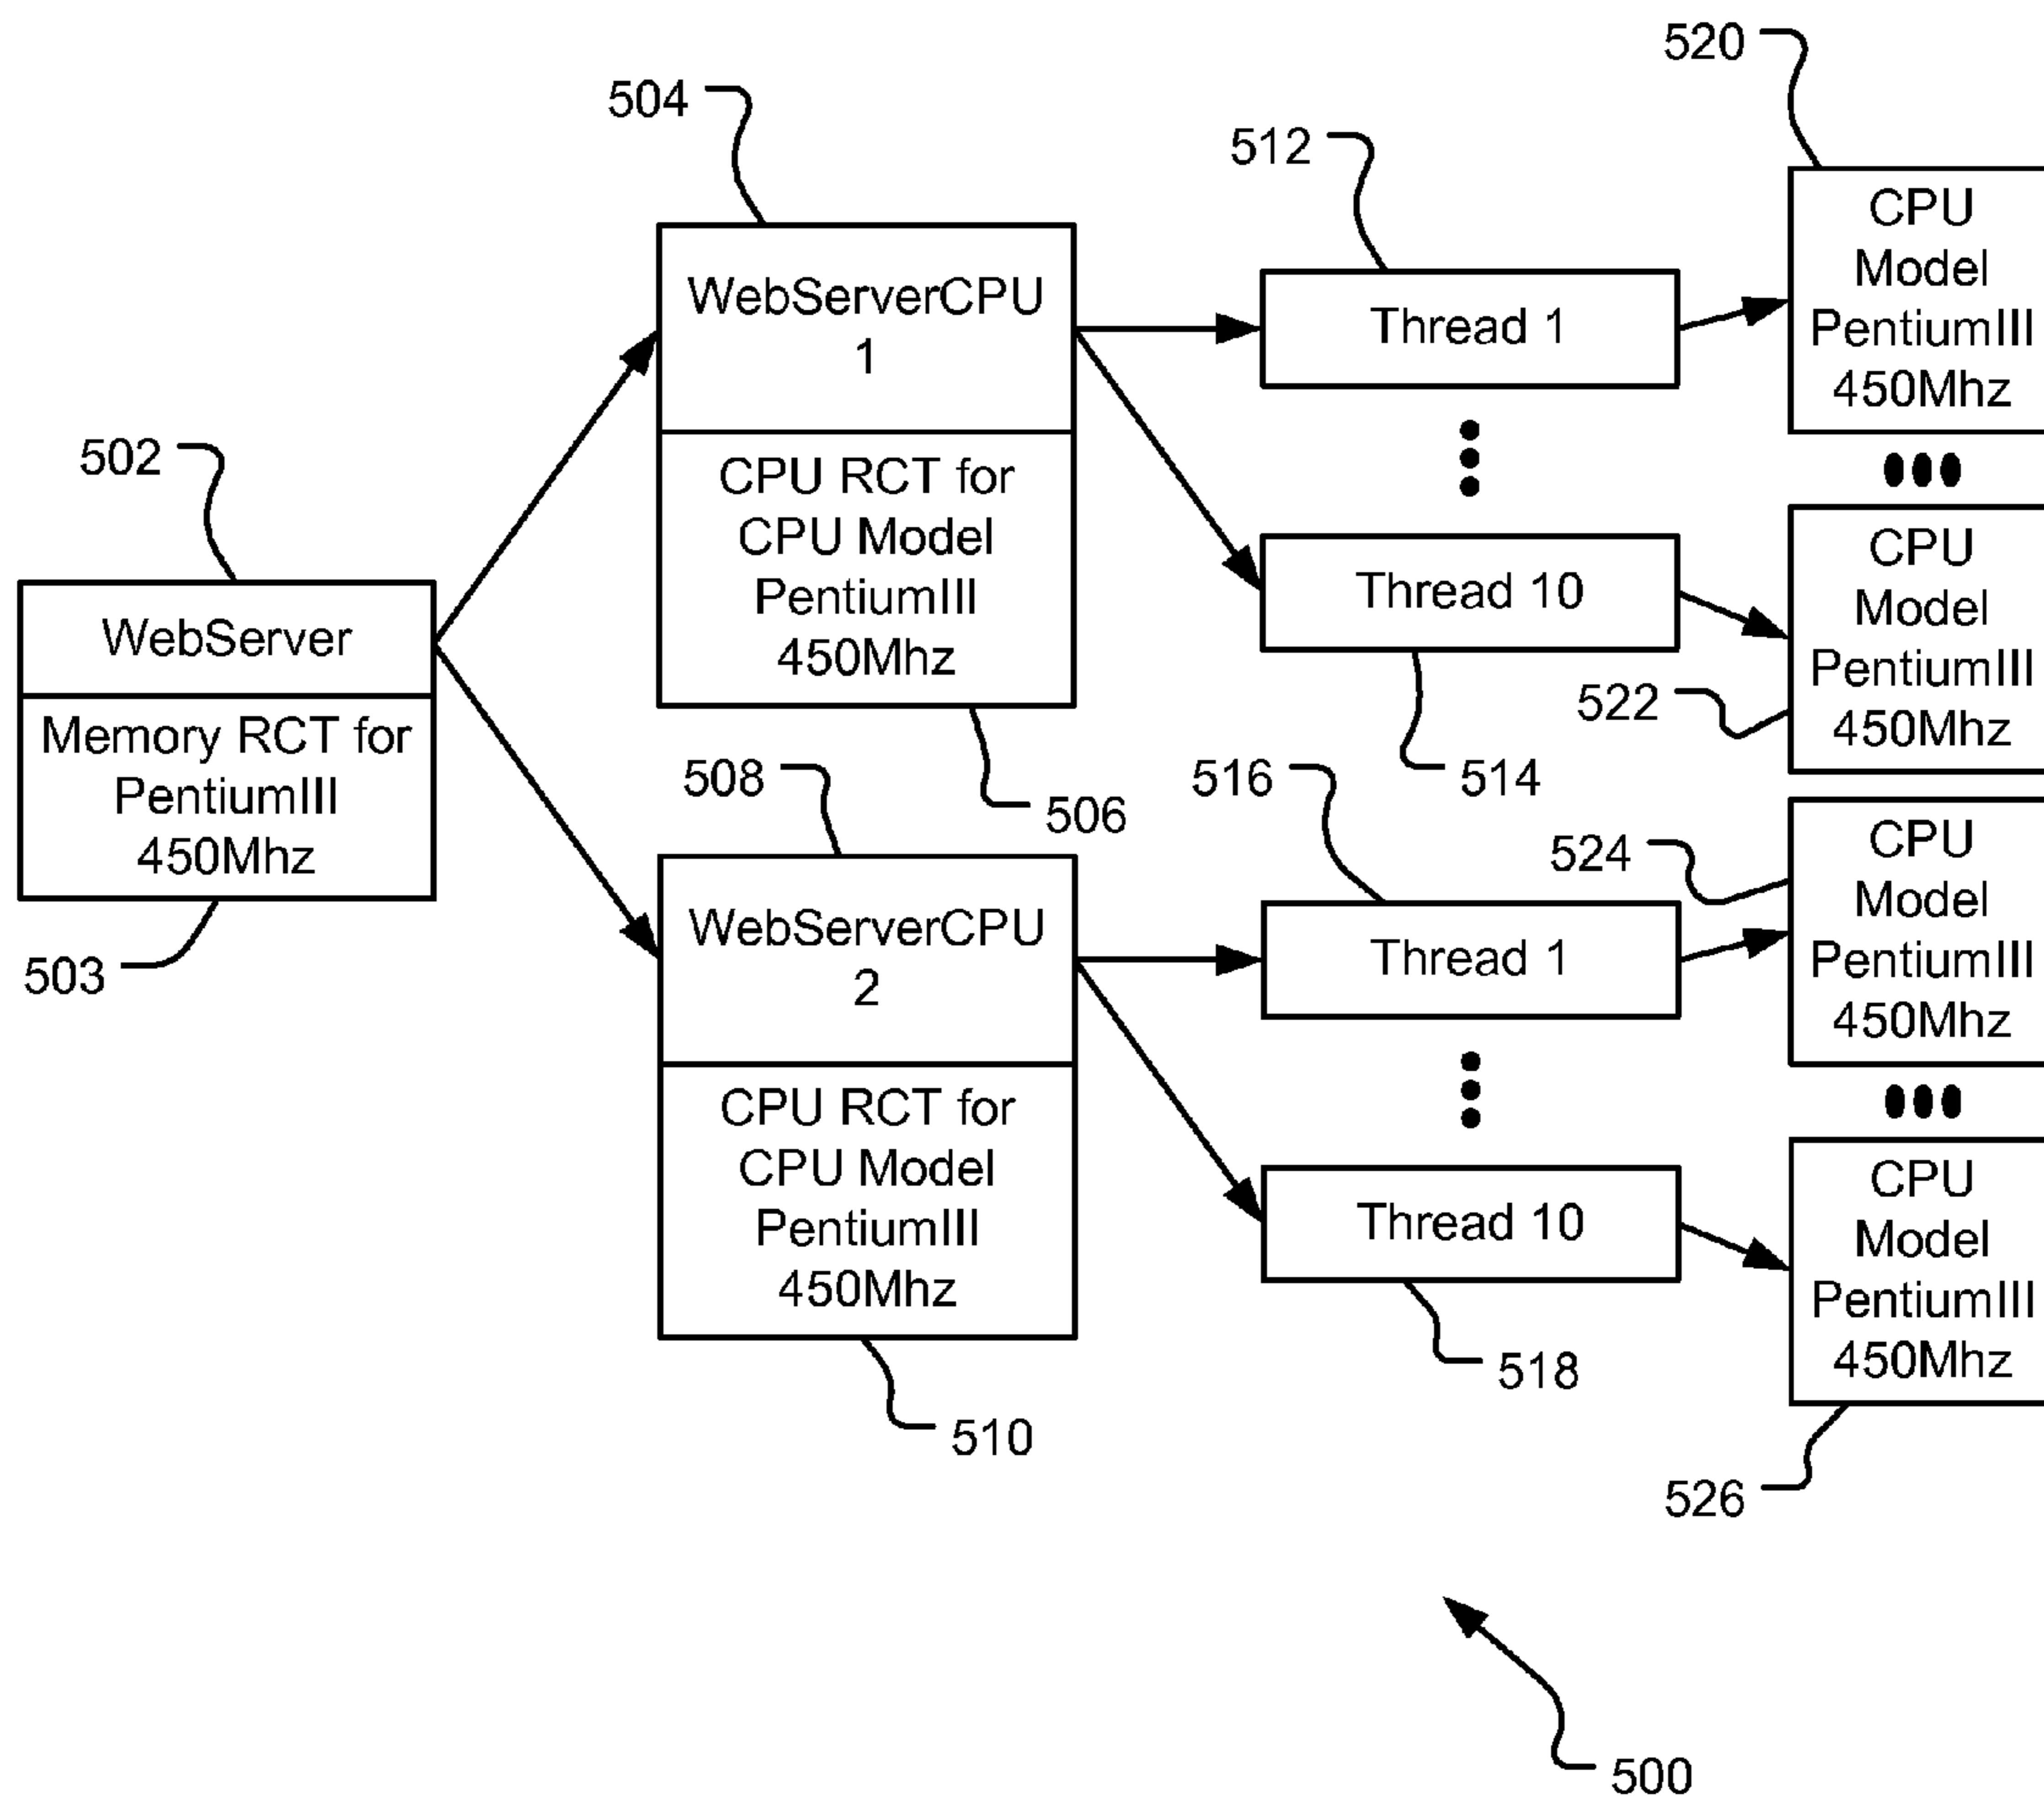 520
504
512
CPU
Model
PentiumIII
450Mhz
WebServerCPU
1
Thread 1
502
CPU RCT for
CPU Model
PentiumIII
450Mhz
CPU
Model
PentiumIII
450Mhz
Thread 10
522
WebServer
Memory RCT for
PentiumIII
450Mhz
503
508
506
516
514
524
CPU
Model
PentiumIII
450Mhz
WebServerCPU
2
Thread 1
CPU RCT for
CPU Model
PentiumIII
450Mhz
CPU
Model
PentiumIII
450Mhz
Thread 10
518
510
526
500